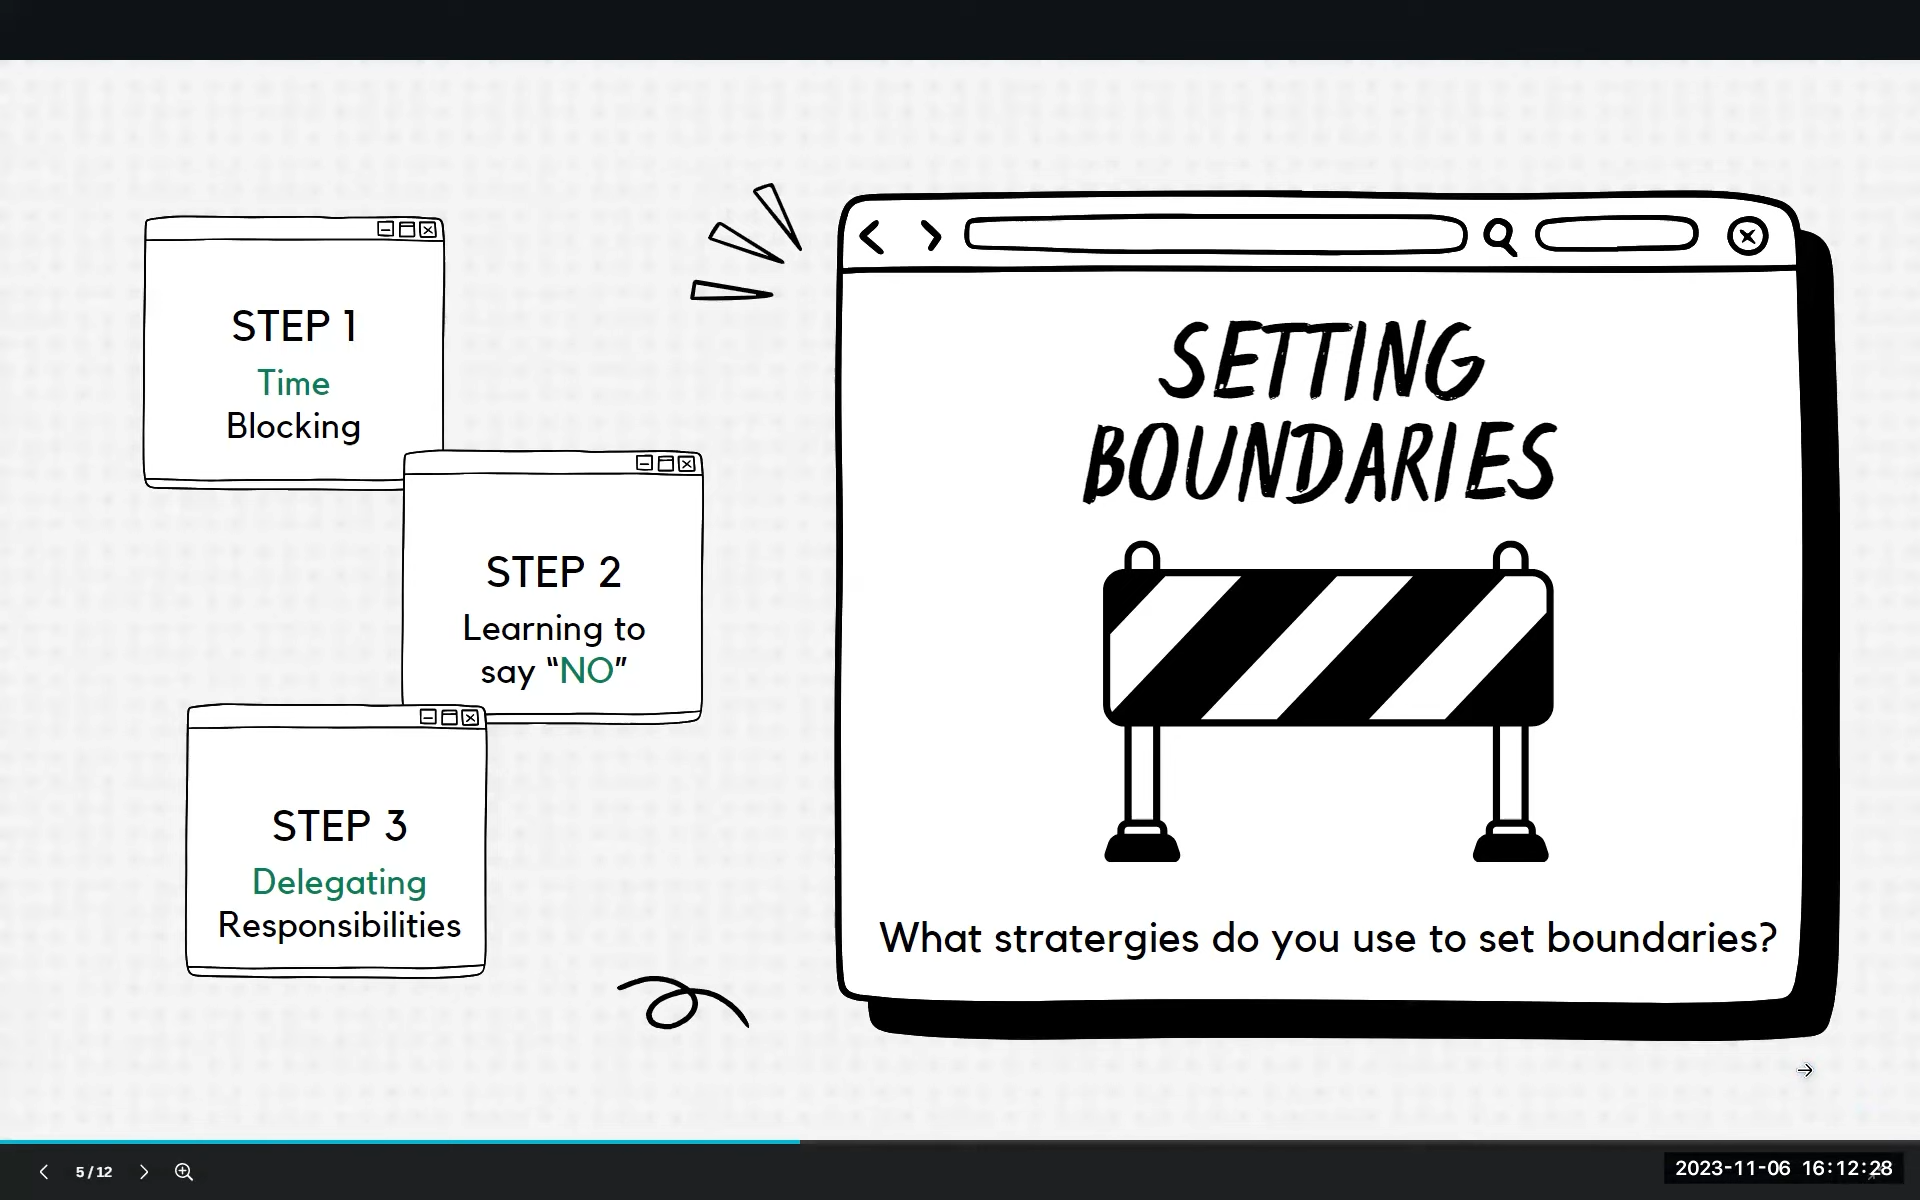 STEP 1
Time
Blocking
STEP 2
Learning to
say “NO”
STEP 3
Delegating
Responsibilities
SETTING
BOUNDARIES
What stratergies do you use to set boundaries?
5 / 12
2023-11-06 16:12:28